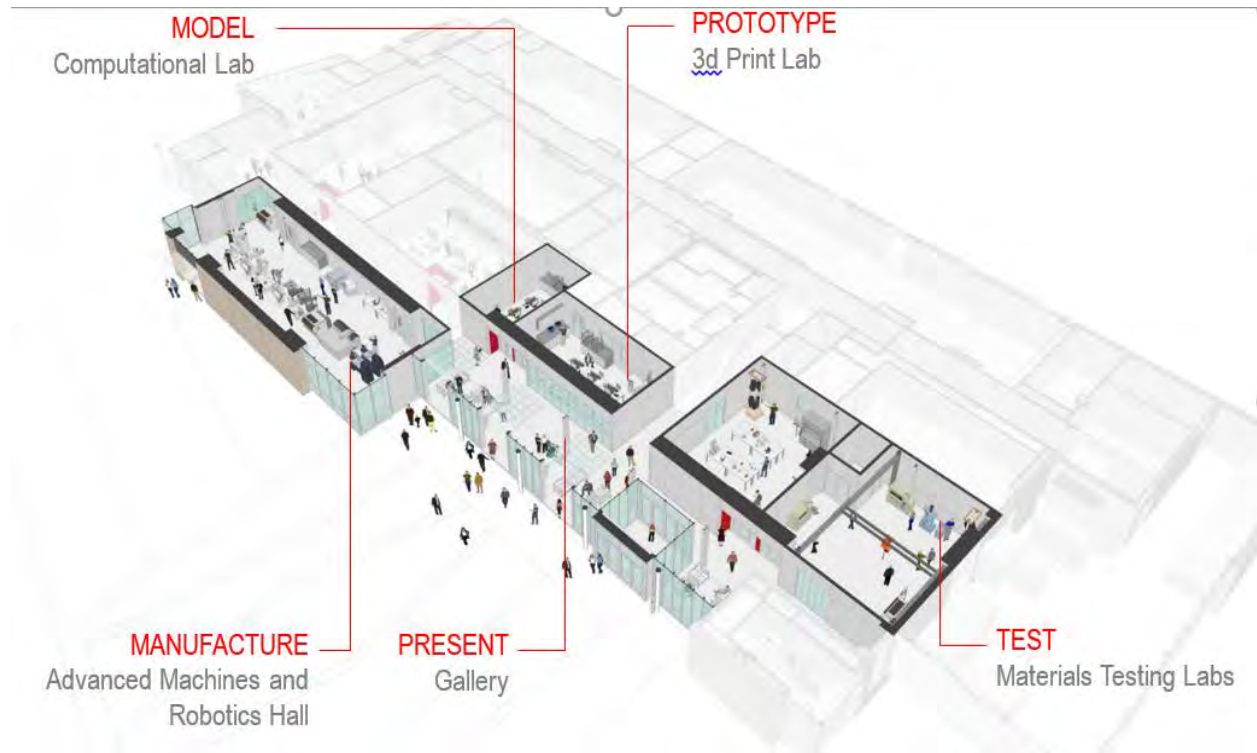 MODEL
Computational Lab
PROTOTYPE
3d Print Lab
MANUFACTURE
Advanced Machines and
Robotics Hall
PRESENT
Gallery
TEST
Materials Testing Labs